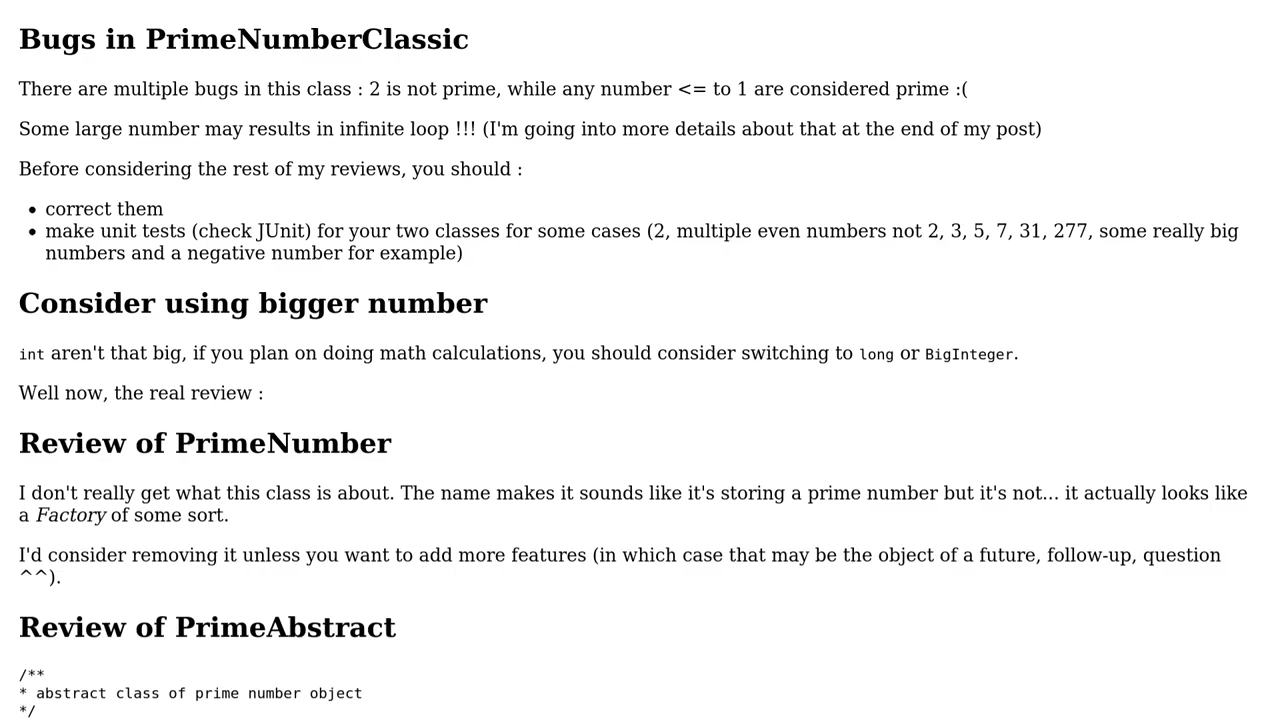 Bugs in PrimeNumberClassic
There are multiple bugs in this class : 2 is not prime, while any number <= to 1 are considered prime :(
Some large number may results in infinite loop !!! (I'm going into more details about that at the end of my post)
Before considering the rest of my reviews, you should :
• correct them
• make unit tests (check JUnit) for your two classes for some cases (2, multiple even numbers not 2, 3, 5, 7, 31, 277, some really big
numbers and a negative number for example)
Consider using bigger number
int aren't that big, if you plan on doing math calculations, you should consider switching to long or BigInteger.
Well now, the real review :
Review of PrimeNumber
I don't really get what this class is about. The name makes it sounds like it's storing a prime number but it's not... it actually looks like
a Factory of some sort.
I'd consider removing it unless you want to add more features (in which case that may be the object of a future, follow-up, question
^^).
Review of PrimeAbstract
/**
* abstract class of prime number object
*/